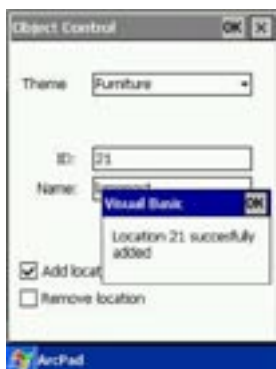 Object Control OK
Theme Furniture
ID: 21
Name:
Visual Basic OK
Location 21 succesfully
added
Add locat
Remove location
ArcPad